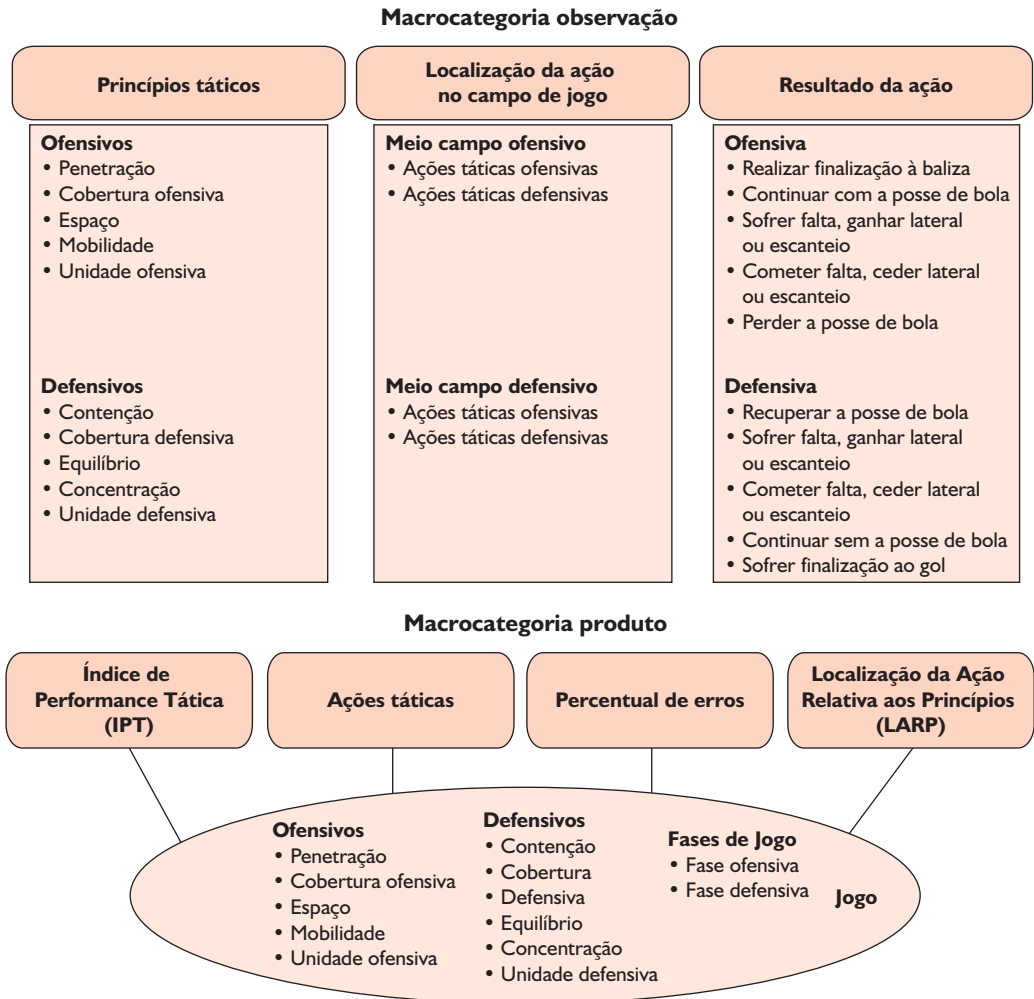 Macrocategoria observação
Princípios táticos
Localização da ação
no campo de jogo
Resultado da ação
Ofensivos
• Penetração
• Cobertura ofensiva
• Espaço
• Mobilidade
• Unidade ofensiva
Defensivos
• Contenção
• Cobertura defensiva
• Equilíbrio
• Concentração
• Unidade defensiva
Meio campo ofensivo
• Ações táticas ofensivas
• Ações táticas defensivas
Meio campo defensivo
• Ações táticas ofensivas
• Ações táticas defensivas
Ofensiva
• Realizar finalização à baliza
• Continuar com a posse de bola
• Sofrer falta, ganhar lateral
ou escanteio
• Cometer falta, ceder lateral
ou escanteio
• Perder a posse de bola
Defensiva
• Recuperar a posse de bola
• Sofrer falta, ganhar lateral
ou escanteio
• Cometer falta, ceder lateral
ou escanteio
• Continuar sem a posse de bola
• Sofrer finalização ao gol
Macrocategoria produto
Índice de
Performance Tática
(IPT)
Ações táticas
Percentual de erros
Localização da Ação
Relativa aos Princípios
(LARP)
Ofensivos
• Penetração
• Cobertura ofensiva
• Espaço
• Mobilidade
• Unidade ofensiva
Defensivos
• Contenção
• Cobertura
• Defensiva
• Equilíbrio
• Concentração
• Unidade defensiva
Fases de Jogo
• Fase ofensiva
• Fase defensiva
Jogo